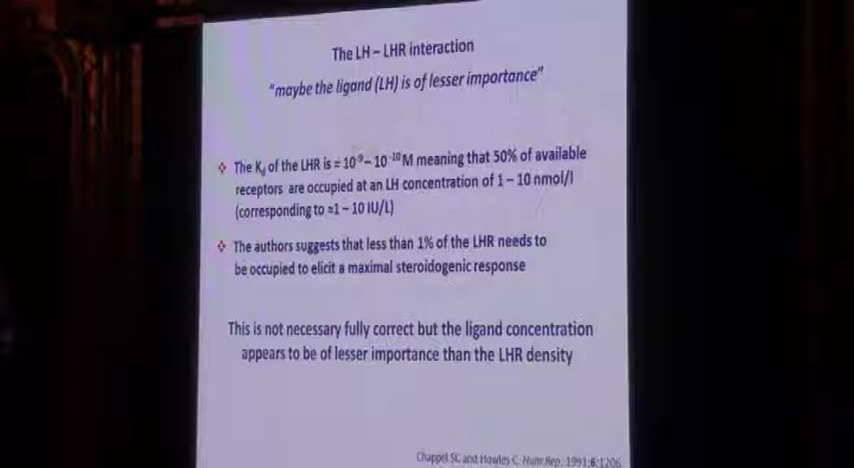 The LH – LHR interaction
"maybe the ligand (LH) is of lesser importance"
❖ The Kd of the LHR is ≈ 10⁻⁹ – 10⁻¹⁰ M meaning that 50% of available
receptors are occupied at an LH concentration of 1 – 10 nmol/l
(corresponding to ≈1 – 10 IU/L)
❖ The authors suggests that less than 1% of the LHR needs to
be occupied to elicit a maximal steroidogenic response
This is not necessary fully correct but the ligand concentration
appears to be of lesser importance than the LHR density
Chappel SC and Howles C. Hum Rep. 1991;6:1206